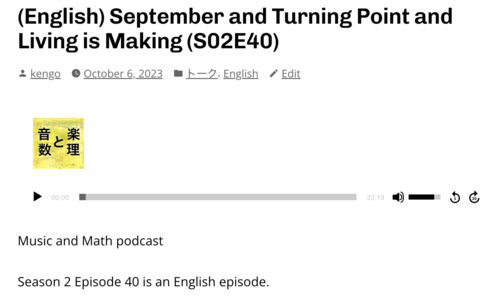 (English) September and Turning Point and
Living is Making (S02E40)
kengo October 6, 2023 トーク, English Edit
音 楽
と
数 理
00:00 23:19
Music and Math podcast
Season 2 Episode 40 is an English episode.